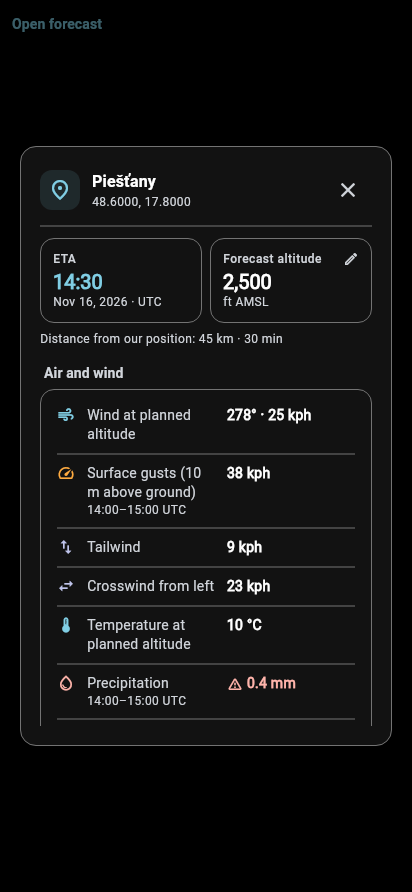 Open forecast
Piešťany
48.6000, 17.8000
ETA
14:30
Nov 16, 2026 · UTC
Forecast altitude
2,500
ft AMSL
Distance from our position: 45 km · 30 min
Air and wind
Wind at planned
altitude
278° · 25 kph
Surface gusts (10
m above ground)
14:00–15:00 UTC
38 kph
Tailwind
9 kph
Crosswind from left
23 kph
Temperature at
planned altitude
10 °C
Precipitation
14:00–15:00 UTC
0.4 mm